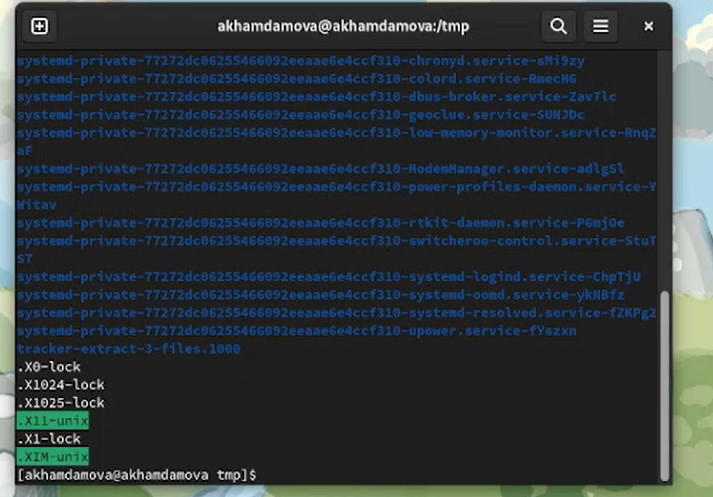 akhamdamova@akhamdamova:/tmp
systemd-private-77272dc06255466092eeaae6e4ccf310-chronyd.service-sMi9zy
systemd-private-77272dc06255466092eeaae6e4ccf310-colord.service-RmecH6
systemd-private-77272dc06255466092eeaae6e4ccf310-dbus-broker.service-Zav7lc
systemd-private-77272dc06255466092eeaae6e4ccf310-geoclue.service-SUNJDc
systemd-private-77272dc06255466092eeaae6e4ccf310-low-memory-monitor.service-RnqZ
aF
systemd-private-77272dc06255466092eeaae6e4ccf310-ModemManager.service-adlgSl
systemd-private-77272dc06255466092eeaae6e4ccf310-power-profiles-daemon.service-Y
Witav
systemd-private-77272dc06255466092eeaae6e4ccf310-rtkit-daemon.service-P6mjOe
systemd-private-77272dc06255466092eeaae6e4ccf310-switcheroo-control.service-StuT
S7
systemd-private-77272dc06255466092eeaae6e4ccf310-systemd-logind.service-ChpTjU
systemd-private-77272dc06255466092eeaae6e4ccf310-systemd-oomd.service-ykNBfz
systemd-private-77272dc06255466092eeaae6e4ccf310-systemd-resolved.service-fZKPg2
systemd-private-77272dc06255466092eeaae6e4ccf310-upower.service-fYszxn
tracker-extract-3-files.1000
.X0-lock
.X1024-lock
.X1025-lock
.X11-unix
.X1-lock
.XIM-unix
[akhamdamova@akhamdamova tmp]$